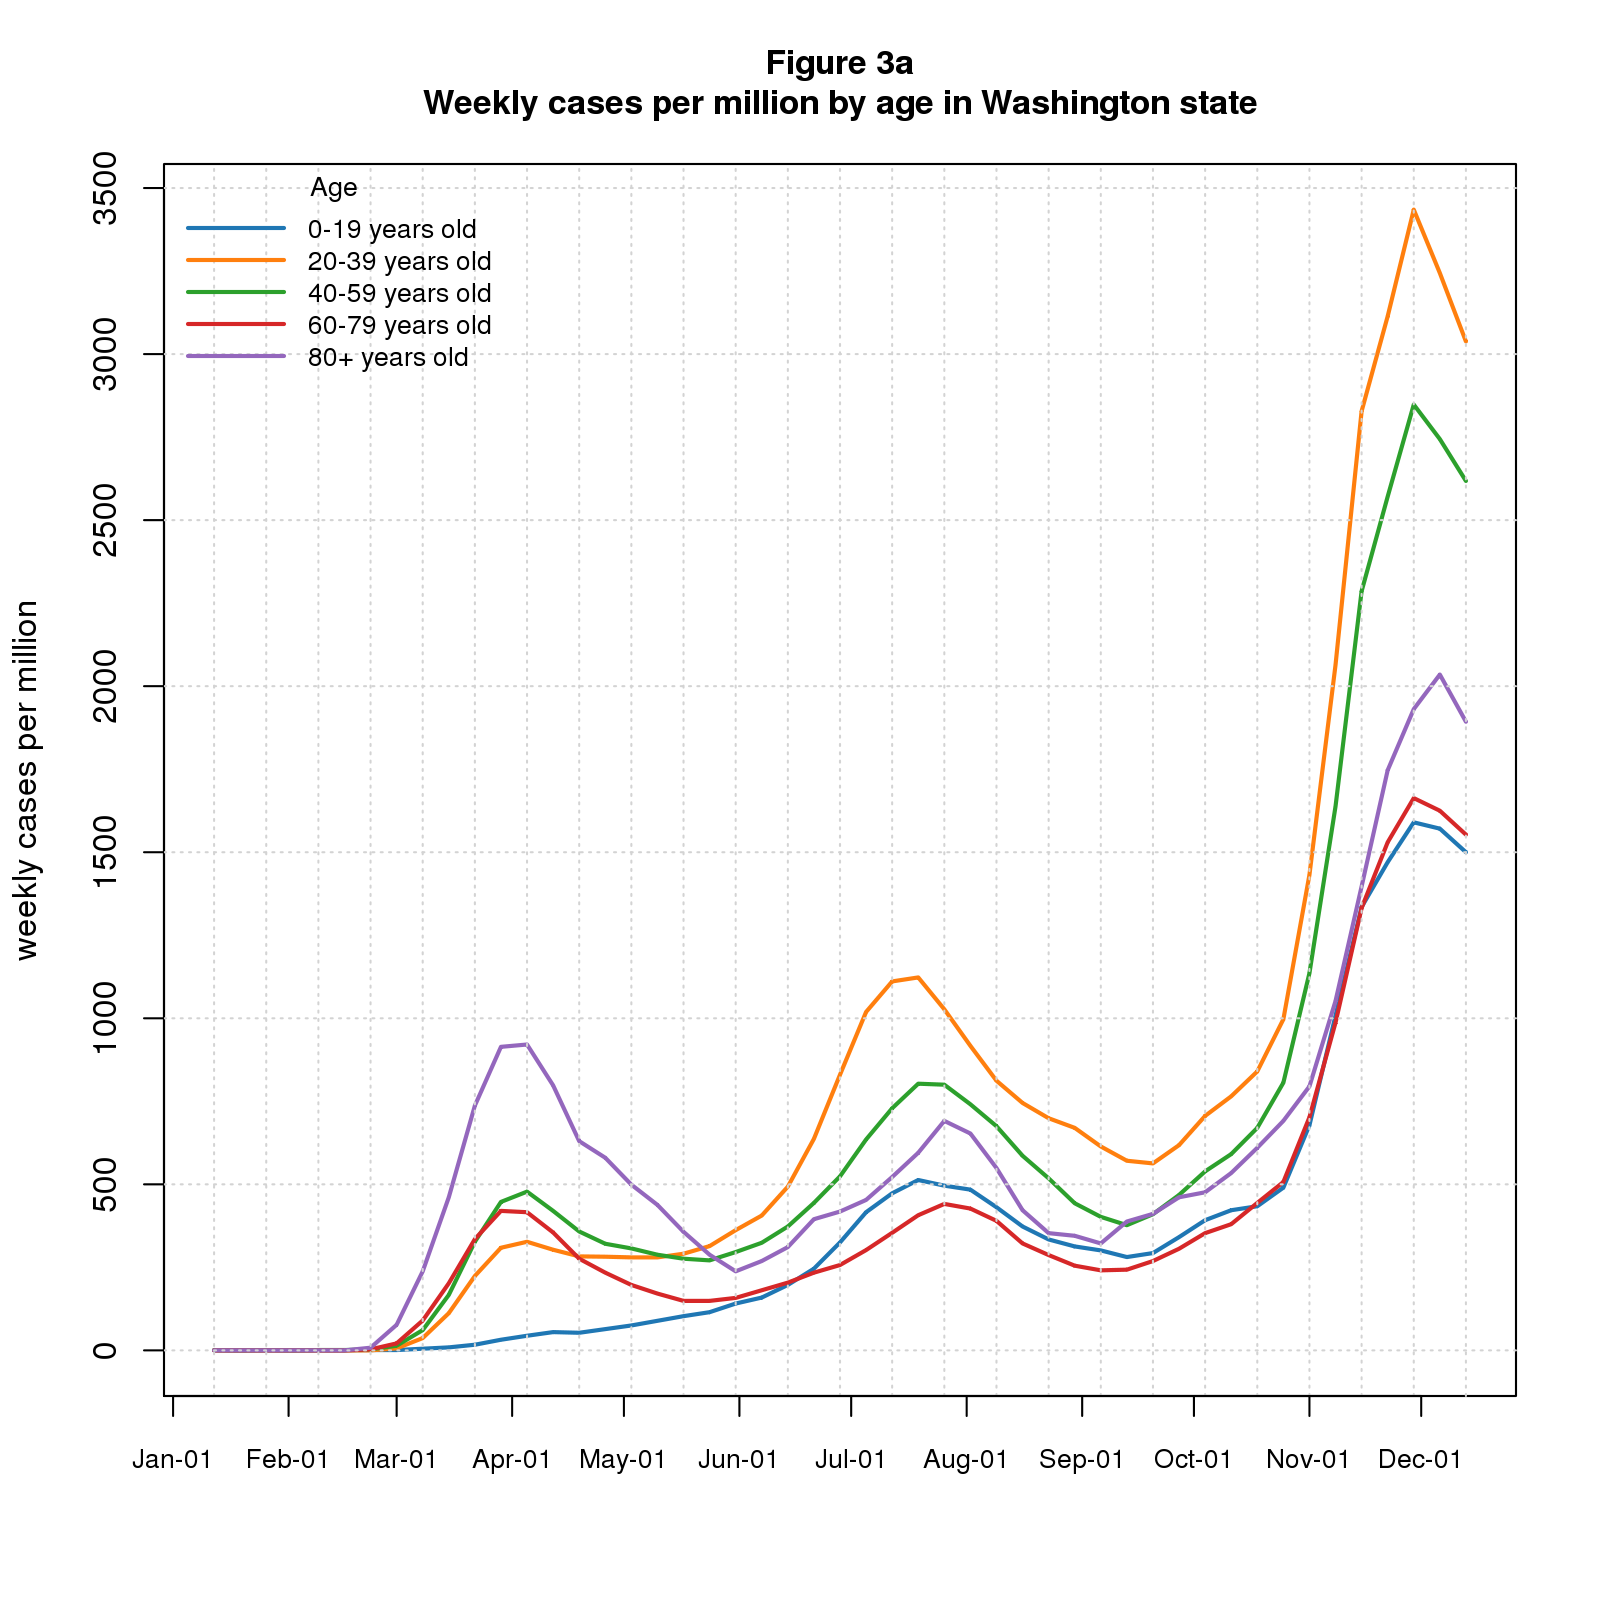 Figure 3a
Weekly cases per million by age in Washington state
weekly cases per million
3500
3000
2500
2000
1500
1000
500
0
Age
0-19 years old
20-39 years old
40-59 years old
60-79 years old
80+ years old
Jan-01 Feb-01 Mar-01 Apr-01 May-01 Jun-01 Jul-01 Aug-01 Sep-01 Oct-01 Nov-01 Dec-01